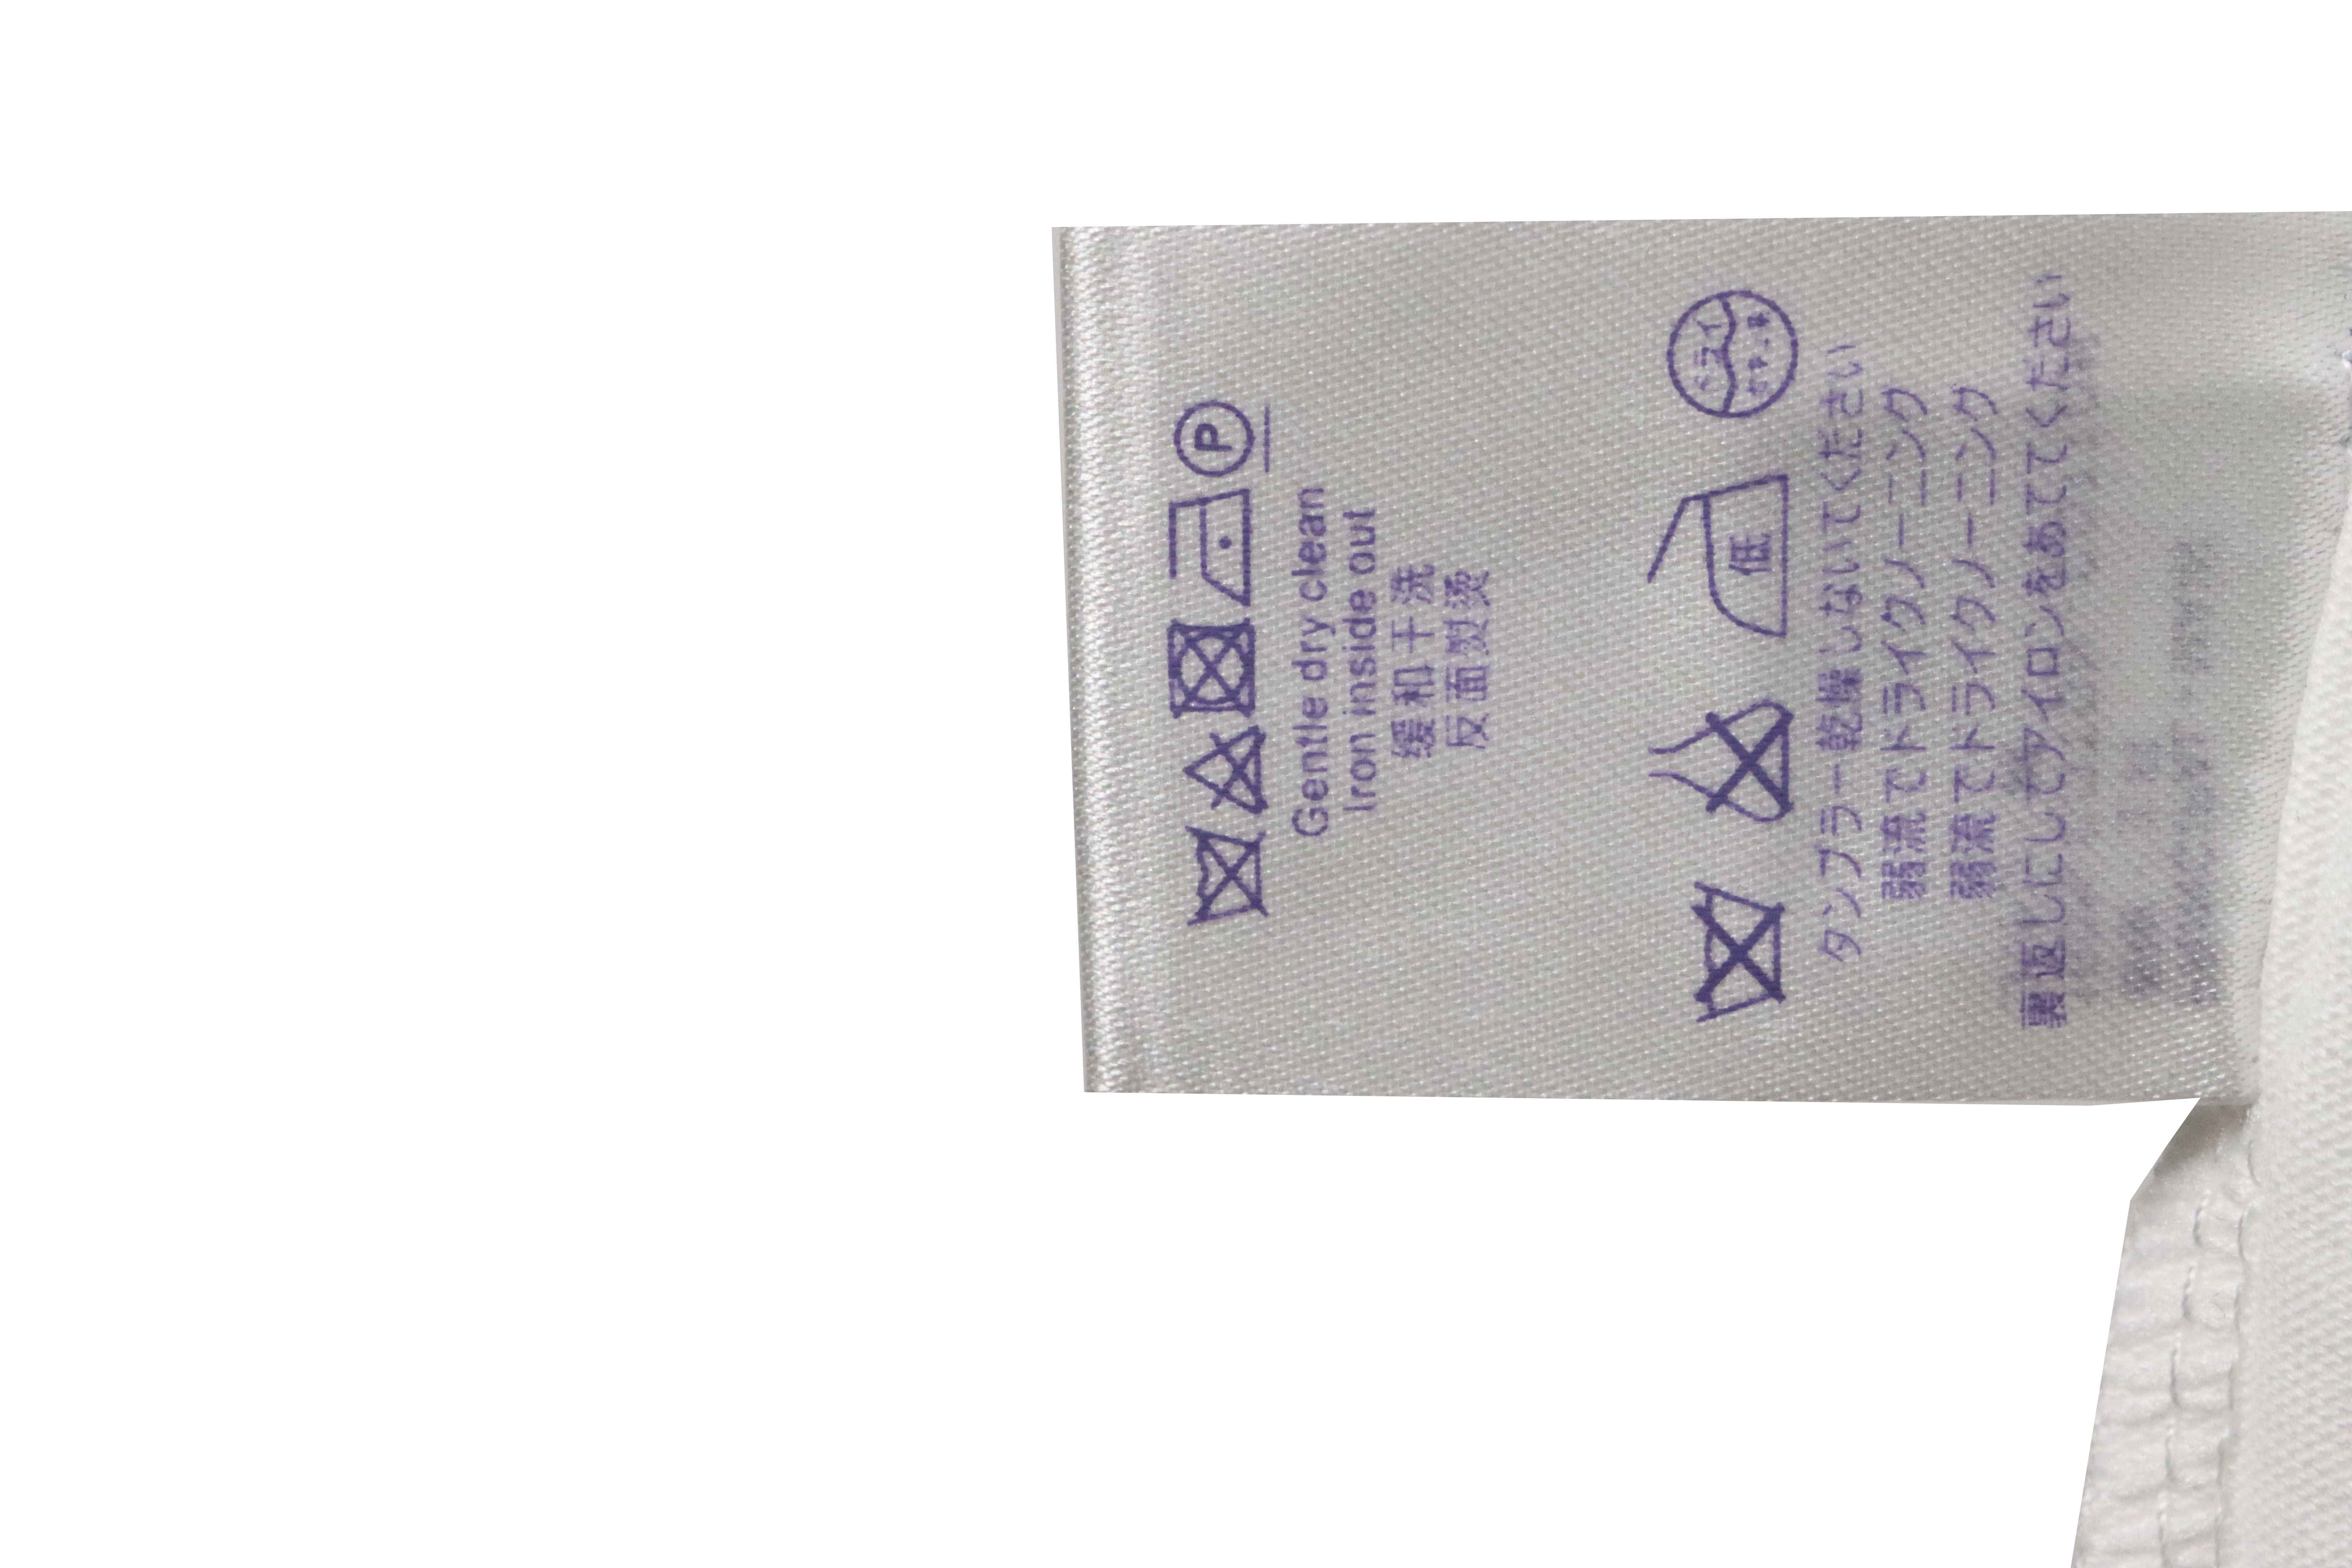 P
Gentle dry clean
Iron inside out
缓和干洗
反面熨烫
低
ドライ
タンブラー乾燥しないでください
弱流でドライクリーニング
弱流でドライクリーニング
裏返しにしてアイロンをあててください